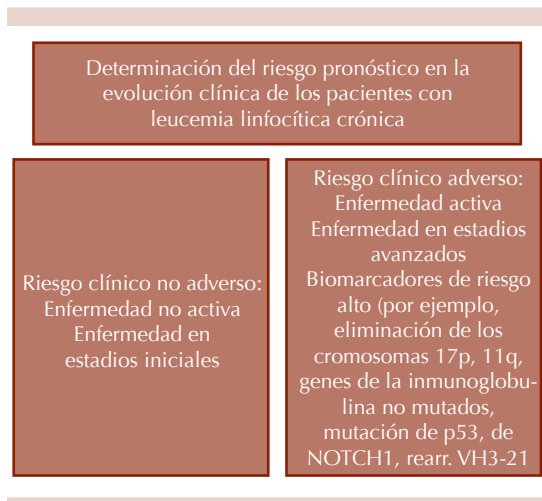 Determinación del riesgo pronóstico en la
evolución clínica de los pacientes con
leucemia linfocítica crónica
Riesgo clínico no adverso:
Enfermedad no activa
Enfermedad en
estadios iniciales
Riesgo clínico adverso:
Enfermedad activa
Enfermedad en estadios
avanzados
Biomarcadores de riesgo
alto (por ejemplo,
eliminación de los
cromosomas 17p, 11q,
genes de la inmunoglobu-
lina no mutados,
mutación de p53, de
NOTCH1, rearr. VH3-21